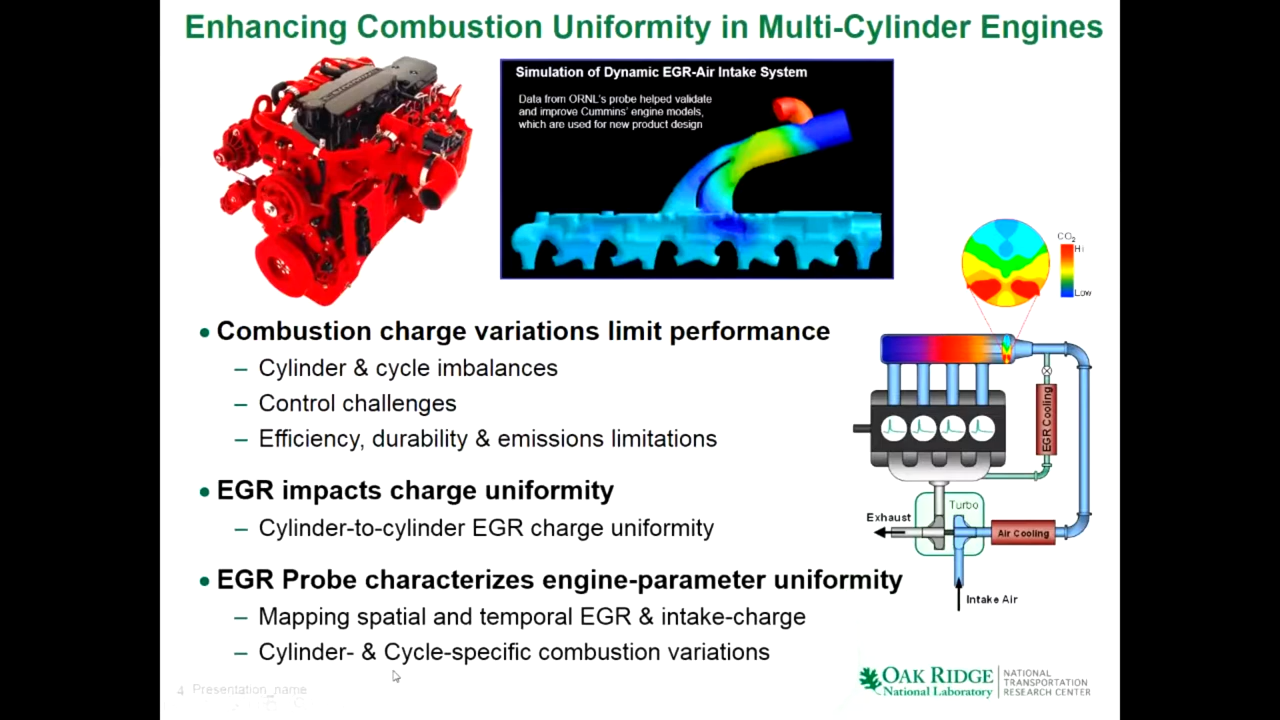 Enhancing Combustion Uniformity in Multi-Cylinder Engines
Simulation of Dynamic EGR-Air Intake System
Data from ORNL's probe helped validate
and improve Cummins' engine models,
which are used for new product design
CO2
Hi
Low
• Combustion charge variations limit performance
– Cylinder & cycle imbalances
– Control challenges
– Efficiency, durability & emissions limitations
EGR Cooling
• EGR impacts charge uniformity
– Cylinder-to-cylinder EGR charge uniformity
Turbo
Exhaust
Air Cooling
Intake Air
• EGR Probe characterizes engine-parameter uniformity
– Mapping spatial and temporal EGR & intake-charge
– Cylinder- & Cycle-specific combustion variations
4 Presentation_name
OAK RIDGE
National Laboratory
NATIONAL
TRANSPORTATION
RESEARCH CENTER